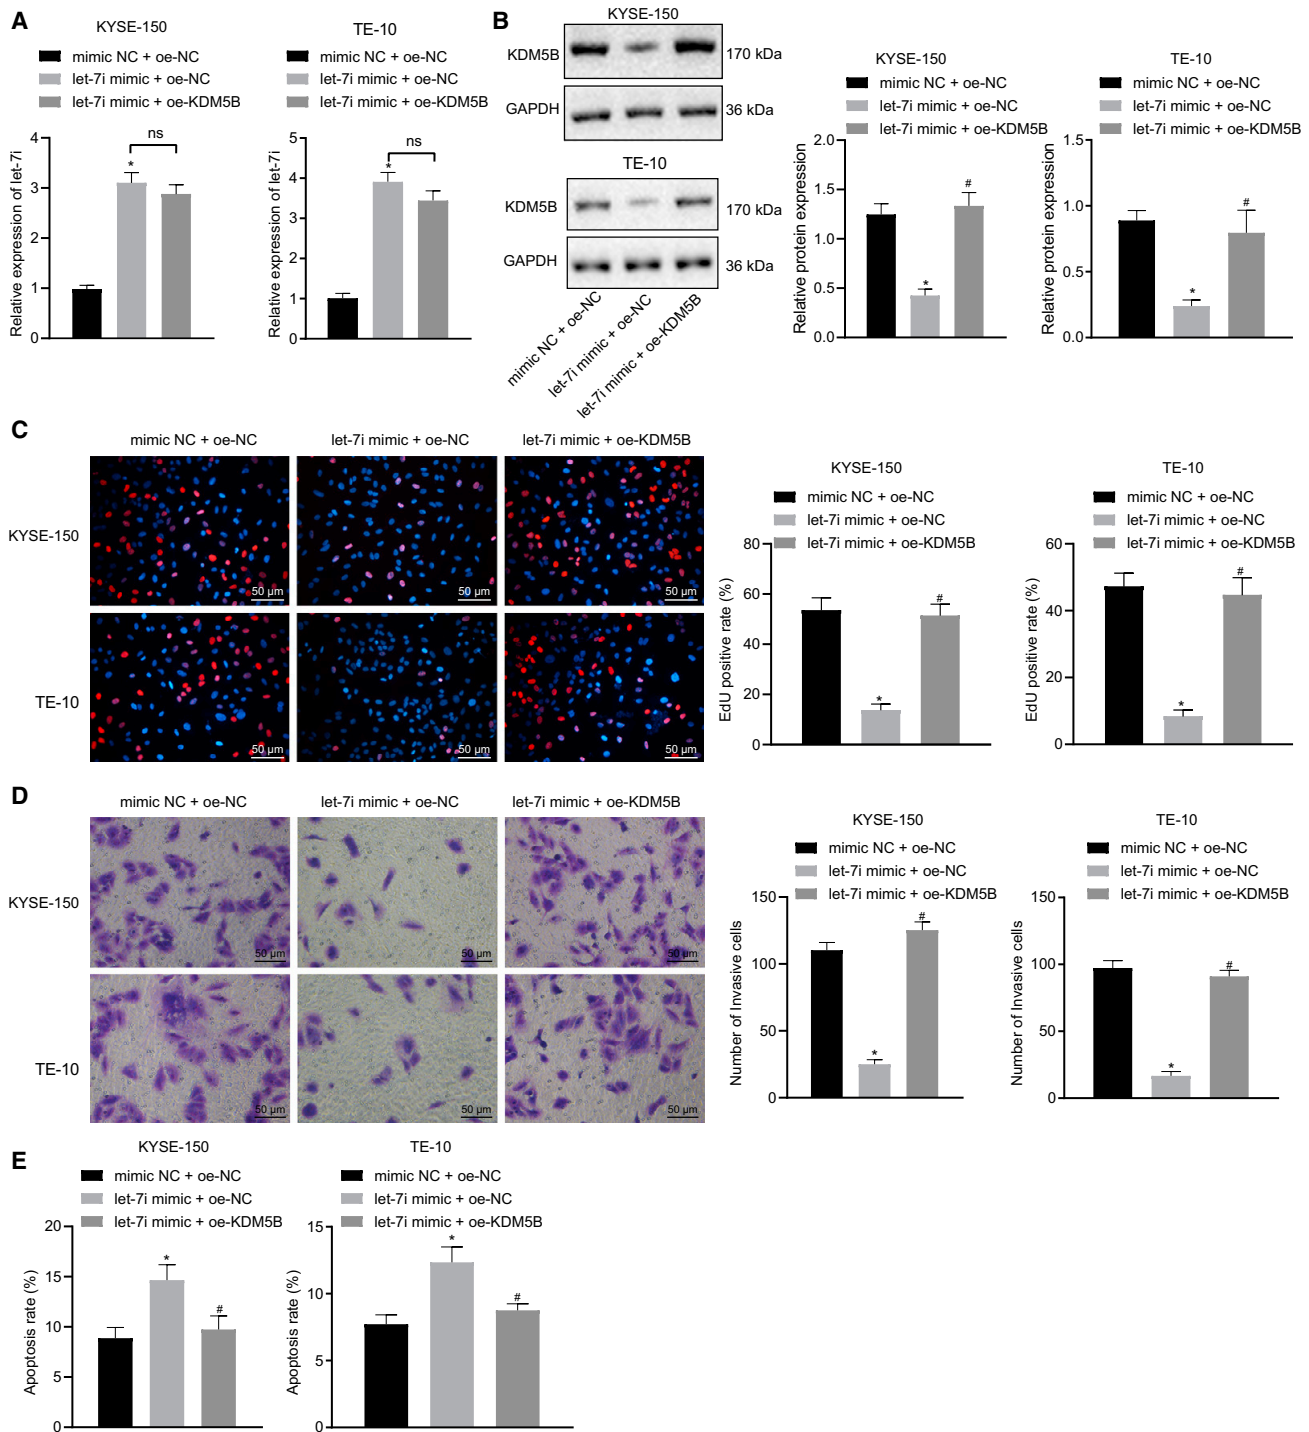 A
KYSE-150
mimic NC + oe-NC
let-7i mimic + oe-NC
let-7i mimic + oe-KDM5B
Relative expression of let-7i
4
3
2
1
0
*
ns
TE-10
mimic NC + oe-NC
let-7i mimic + oe-NC
let-7i mimic + oe-KDM5B
Relative expression of let-7i
5
4
3
2
1
0
*
ns
B
KYSE-150
KDM5B
170 kDa
GAPDH
36 kDa
TE-10
KDM5B
170 kDa
GAPDH
36 kDa
mimic NC + oe-NC
let-7i mimic + oe-NC
let-7i mimic + oe-KDM5B
KYSE-150
mimic NC + oe-NC
let-7i mimic + oe-NC
let-7i mimic + oe-KDM5B
Relative protein expression
2.0
1.5
1.0
0.5
0.0
*
#
TE-10
mimic NC + oe-NC
let-7i mimic + oe-NC
let-7i mimic + oe-KDM5B
Relative protein expression
1.5
1.0
0.5
0.0
*
#
C
mimic NC + oe-NC
let-7i mimic + oe-NC
let-7i mimic + oe-KDM5B
KYSE-150
50 μm
50 μm
50 μm
TE-10
50 μm
50 μm
50 μm
KYSE-150
mimic NC + oe-NC
let-7i mimic + oe-NC
let-7i mimic + oe-KDM5B
EdU positive rate (%)
80
60
40
20
0
*
#
TE-10
mimic NC + oe-NC
let-7i mimic + oe-NC
let-7i mimic + oe-KDM5B
EdU positive rate (%)
60
40
20
0
*
#
D
mimic NC + oe-NC
let-7i mimic + oe-NC
let-7i mimic + oe-KDM5B
KYSE-150
50 μm
50 μm
50 μm
TE-10
50 μm
50 μm
50 μm
KYSE-150
mimic NC + oe-NC
let-7i mimic + oe-NC
let-7i mimic + oe-KDM5B
Number of Invasive cells
150
100
50
0
*
#
TE-10
mimic NC + oe-NC
let-7i mimic + oe-NC
let-7i mimic + oe-KDM5B
Number of Invasive cells
150
100
50
0
*
#
E
KYSE-150
mimic NC + oe-NC
let-7i mimic + oe-NC
let-7i mimic + oe-KDM5B
Apoptosis rate (%)
20
15
10
5
0
*
#
TE-10
mimic NC + oe-NC
let-7i mimic + oe-NC
let-7i mimic + oe-KDM5B
Apoptosis rate (%)
15
10
5
0
*
#